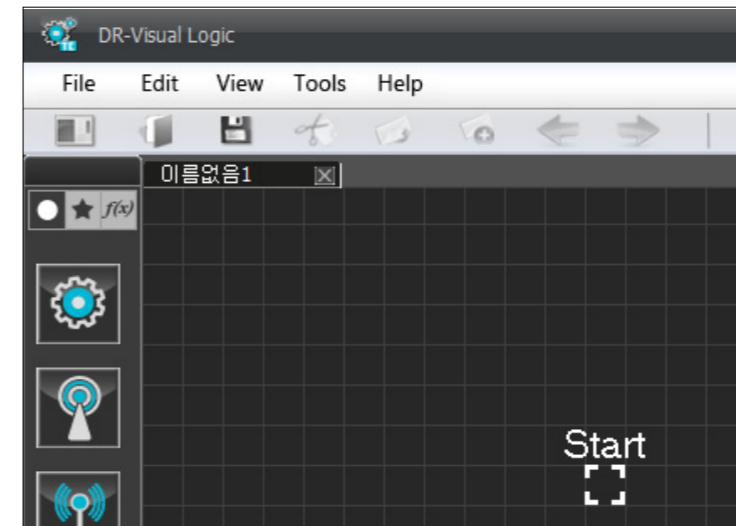 DR-Visual Logic
File Edit View Tools Help
이름없음1
f(x)
Start